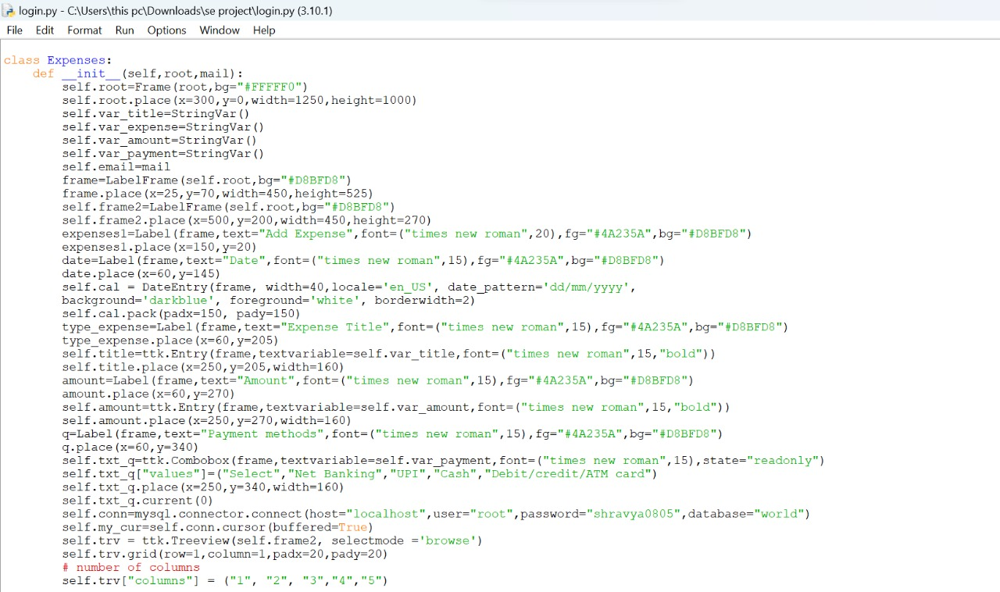 login.py - C:\Users\this pc\Downloads\se project\login.py (3.10.1)
File Edit Format Run Options Window Help
class Expenses:
    def __init__(self,root,mail):
        self.root=Frame(root,bg="#FFFFF0")
        self.root.place(x=300,y=0,width=1250,height=1000)
        self.var_title=StringVar()
        self.var_expense=StringVar()
        self.var_amount=StringVar()
        self.var_payment=StringVar()
        self.email=mail
        frame=LabelFrame(self.root,bg="#D8BFD8")
        frame.place(x=25,y=70,width=450,height=525)
        self.frame2=LabelFrame(self.root,bg="#D8BFD8")
        self.frame2.place(x=500,y=200,width=450,height=270)
        expenses1=Label(frame,text="Add Expense",font=("times new roman",20),fg="#4A235A",bg="#D8BFD8")
        expenses1.place(x=150,y=20)
        date=Label(frame,text="Date",font=("times new roman",15),fg="#4A235A",bg="#D8BFD8")
        date.place(x=60,y=145)
        self.cal = DateEntry(frame, width=40,locale='en_US', date_pattern='dd/mm/yyyy',
        background='darkblue', foreground='white', borderwidth=2)
        self.cal.pack(padx=150, pady=150)
        type_expense=Label(frame,text="Expense Title",font=("times new roman",15),fg="#4A235A",bg="#D8BFD8")
        type_expense.place(x=60,y=205)
        self.title=ttk.Entry(frame,textvariable=self.var_title,font=("times new roman",15,"bold"))
        self.title.place(x=250,y=205,width=160)
        amount=Label(frame,text="Amount",font=("times new roman",15),fg="#4A235A",bg="#D8BFD8")
        amount.place(x=60,y=270)
        self.amount=ttk.Entry(frame,textvariable=self.var_amount,font=("times new roman",15,"bold"))
        self.amount.place(x=250,y=270,width=160)
        q=Label(frame,text="Payment methods",font=("times new roman",15),fg="#4A235A",bg="#D8BFD8")
        q.place(x=60,y=340)
        self.txt_q=ttk.Combobox(frame,textvariable=self.var_payment,font=("times new roman",15),state="readonly")
        self.txt_q["values"]=("Select","Net Banking","UPI","Cash","Debit/credit/ATM card")
        self.txt_q.place(x=250,y=340,width=160)
        self.txt_q.current(0)
        self.conn=mysql.connector.connect(host="localhost",user="root",password="shravya0805",database="world")
        self.my_cur=self.conn.cursor(buffered=True)
        self.trv = ttk.Treeview(self.frame2, selectmode ='browse')
        self.trv.grid(row=1,column=1,padx=20,pady=20)
        # number of columns
        self.trv["columns"] = ("1", "2", "3","4","5")